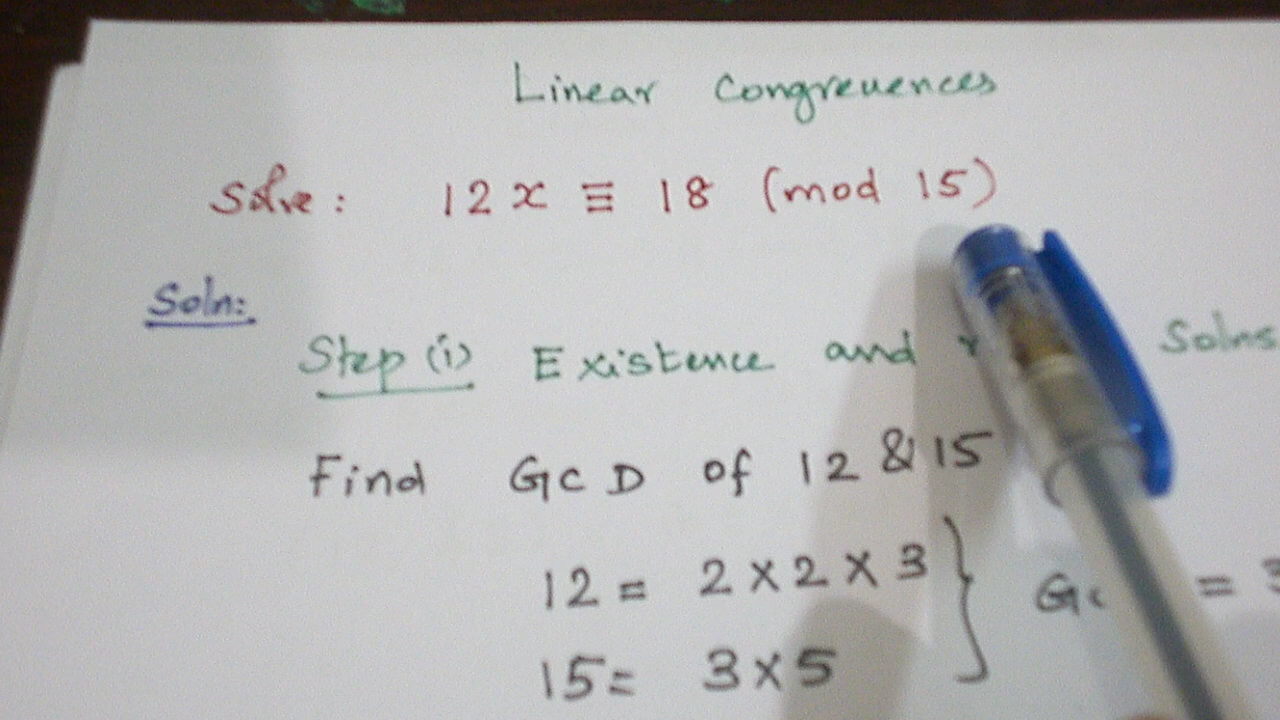 Linear Congreuences
Solve: 12x ≡ 18 (mod 15)
Soln:
Step (i) Existence and Solns
Find GCD of 12 & 15
12 = 2 × 2 × 3
15 = 3 × 5
} = 3